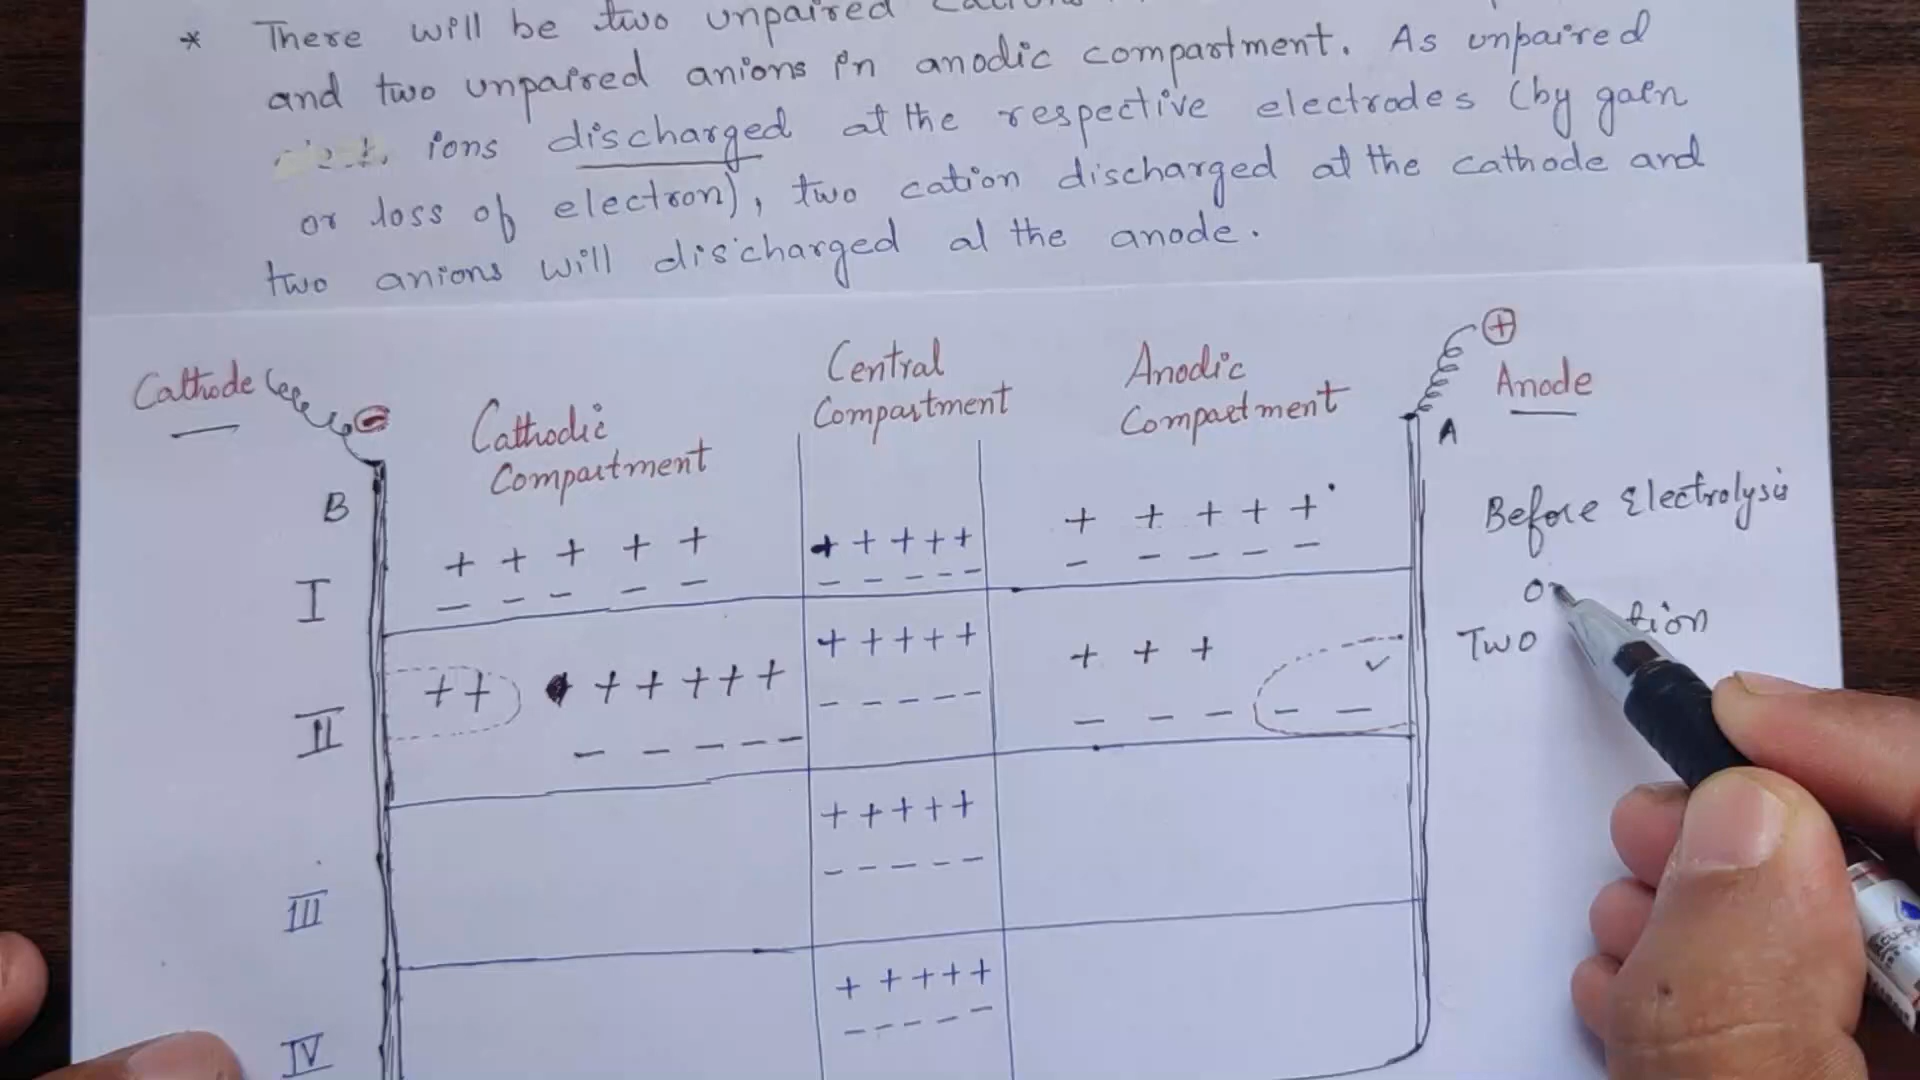 * There will be two unpaired
and two unpaired anions in anodic compartment. As unpaired
ions discharged at the respective electrodes (by gain
or loss of electron), two cation discharged at the cathode and
two anions will discharged at the anode.
Cathode
Cathodic
Compartment
Central
Compartment
Anodic
Compartment
+
Anode
A
B
Before Electrolysis
Two
I
+ + + + +
- - - - -
+ + + + +
- - - - -
+ + + + +
- - - - -
II
++ + + + + +
- - - - -
+ + + + +
- - - - -
+ + +
- - - - -
III
+ + + + +
- - - - -
IV
+ + + + +
- - - - -